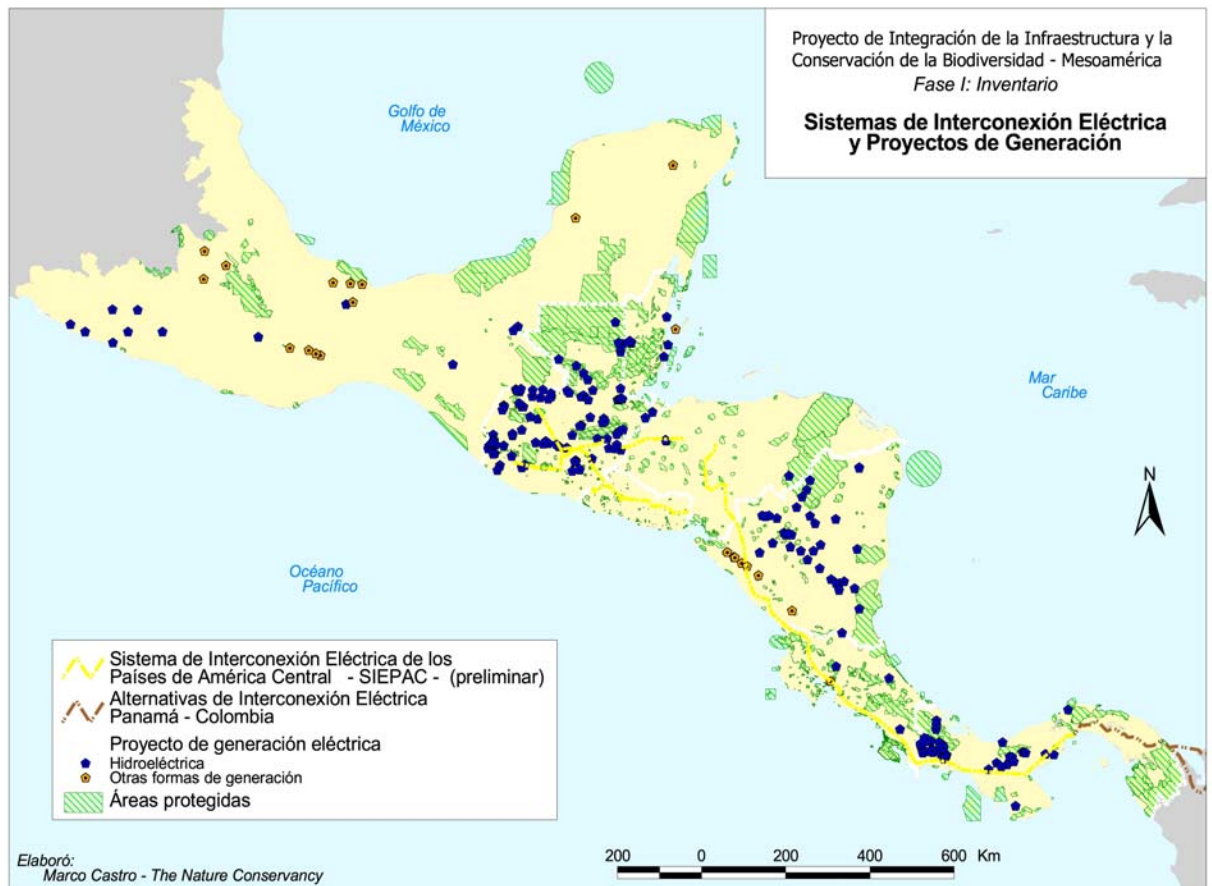 Proyecto de Integración de la Infraestructura y la
Conservación de la Biodiversidad - Mesoamérica
Fase I: Inventario
Sistemas de Interconexión Eléctrica
y Proyectos de Generación
Golfo de
México
Mar
Caribe
N
Océano
Pacífico
Sistema de Interconexión Eléctrica de los
Países de América Central - SIEPAC - (preliminar)
Alternativas de Interconexión Eléctrica
Panamá - Colombia
Proyecto de generación eléctrica
Hidroeléctrica
Otras formas de generación
Áreas protegidas
200 0 200 400 600 Km
Elaboró:
Marco Castro - The Nature Conservancy